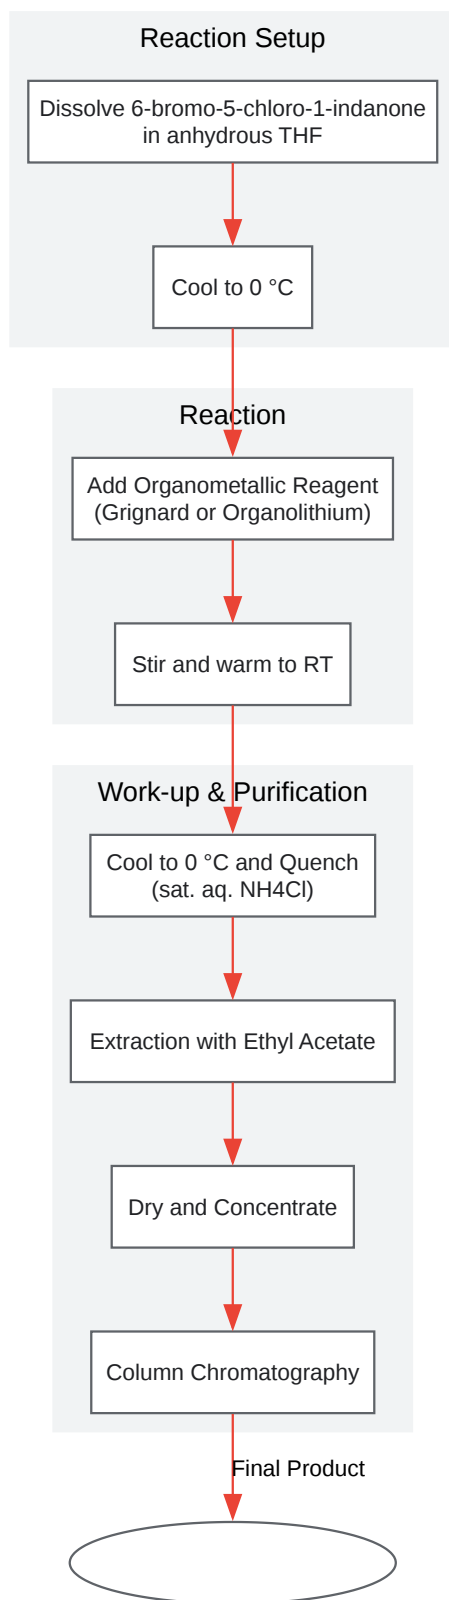 Reaction Setup
Dissolve 6-bromo-5-chloro-1-indanone
in anhydrous THF
Cool to 0 °C
Reaction
Add Organometallic Reagent
(Grignard or Organolithium)
Stir and warm to RT
Work-up & Purification
Cool to 0 °C and Quench
(sat. aq. NH4Cl)
Extraction with Ethyl Acetate
Dry and Concentrate
Column Chromatography
Final Product